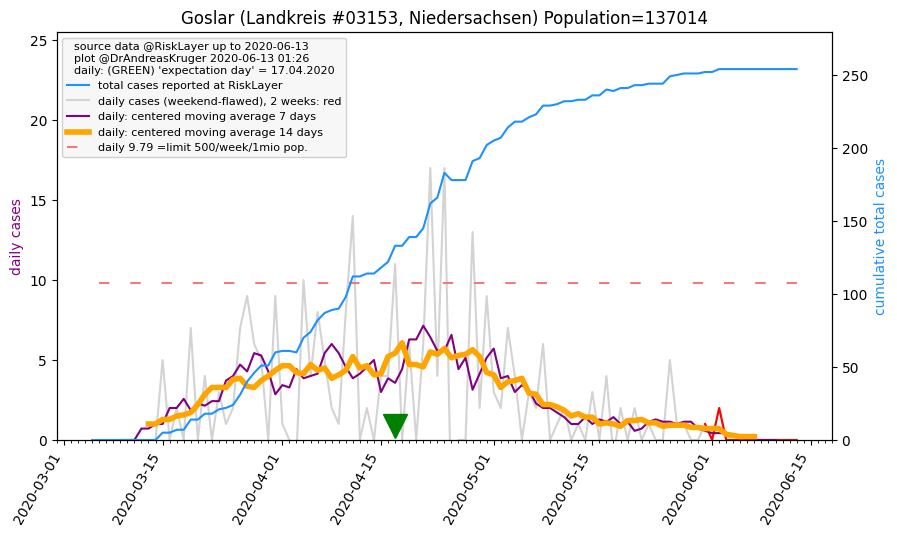 Goslar (Landkreis #03153, Niedersachsen) Population=137014
source data @RiskLayer up to 2020-06-13
plot @DrAndreasKruger 2020-06-13 01:26
daily: (GREEN) 'expectation day' = 17.04.2020
total cases reported at RiskLayer
daily cases (weekend-flawed), 2 weeks: red
daily: centered moving average 7 days
daily: centered moving average 14 days
daily 9.79 =limit 500/week/1mio pop.
daily cases
25
20
15
10
5
0
cumulative total cases
250
200
150
100
50
0
2020-03-01
2020-03-15
2020-04-01
2020-04-15
2020-05-01
2020-05-15
2020-06-01
2020-06-15